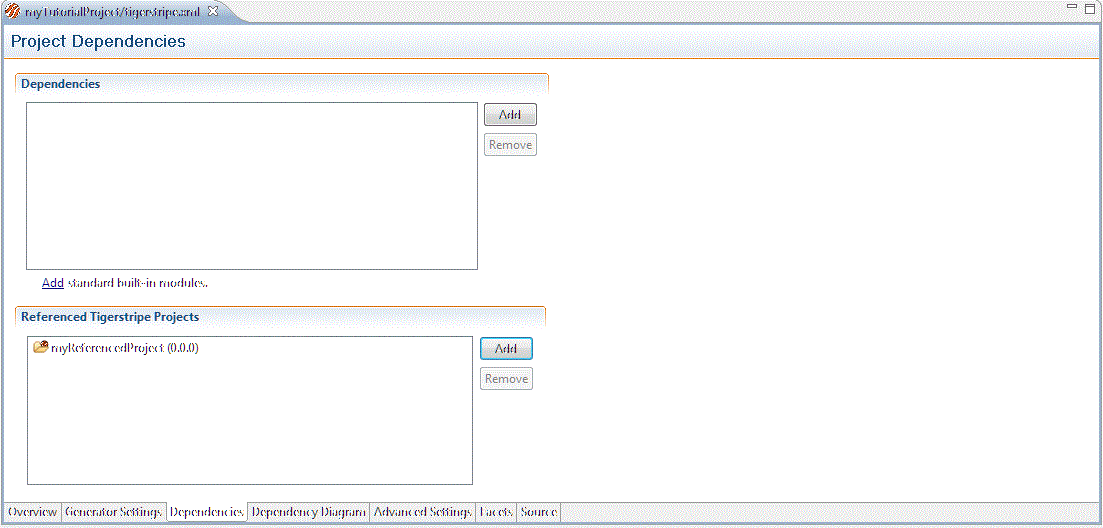 myTutorialProject/tigerstripe.xml
Project Dependencies
Dependencies
Add
Remove
Add standard built-in modules.
Referenced Tigerstripe Projects
myReferencedProject (0.0.0)
Add
Remove
Overview Generator Settings Dependencies Dependency Diagram Advanced Settings Facets Source